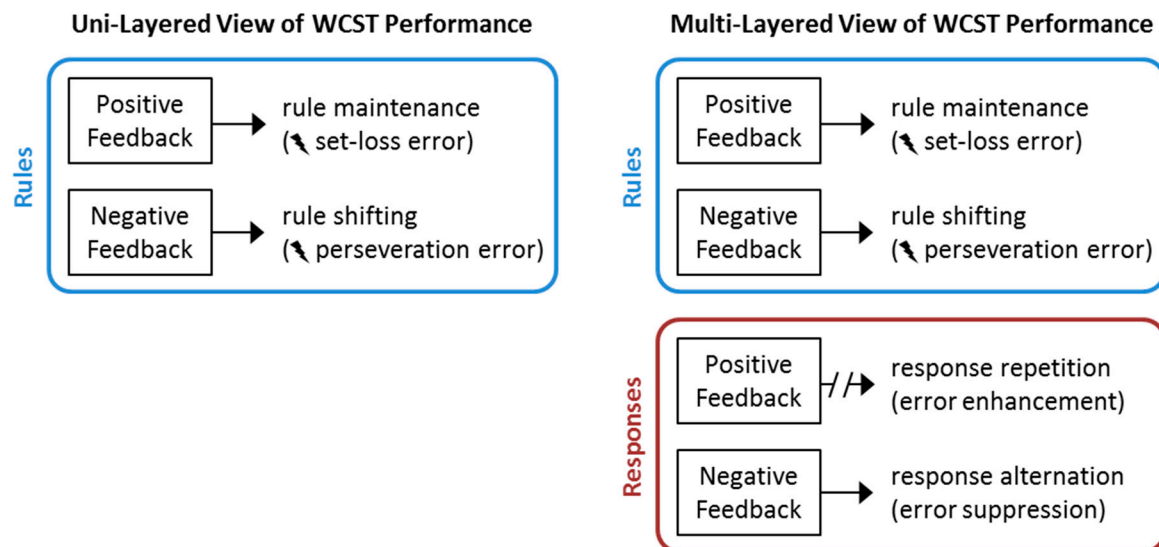 Uni-Layered View of WCST Performance
Rules
Positive
Feedback
rule maintenance
( set-loss error)
Negative
Feedback
rule shifting
( perseveration error)
Multi-Layered View of WCST Performance
Rules
Positive
Feedback
rule maintenance
( set-loss error)
Negative
Feedback
rule shifting
( perseveration error)
Responses
Positive
Feedback
response repetition
(error enhancement)
Negative
Feedback
response alternation
(error suppression)